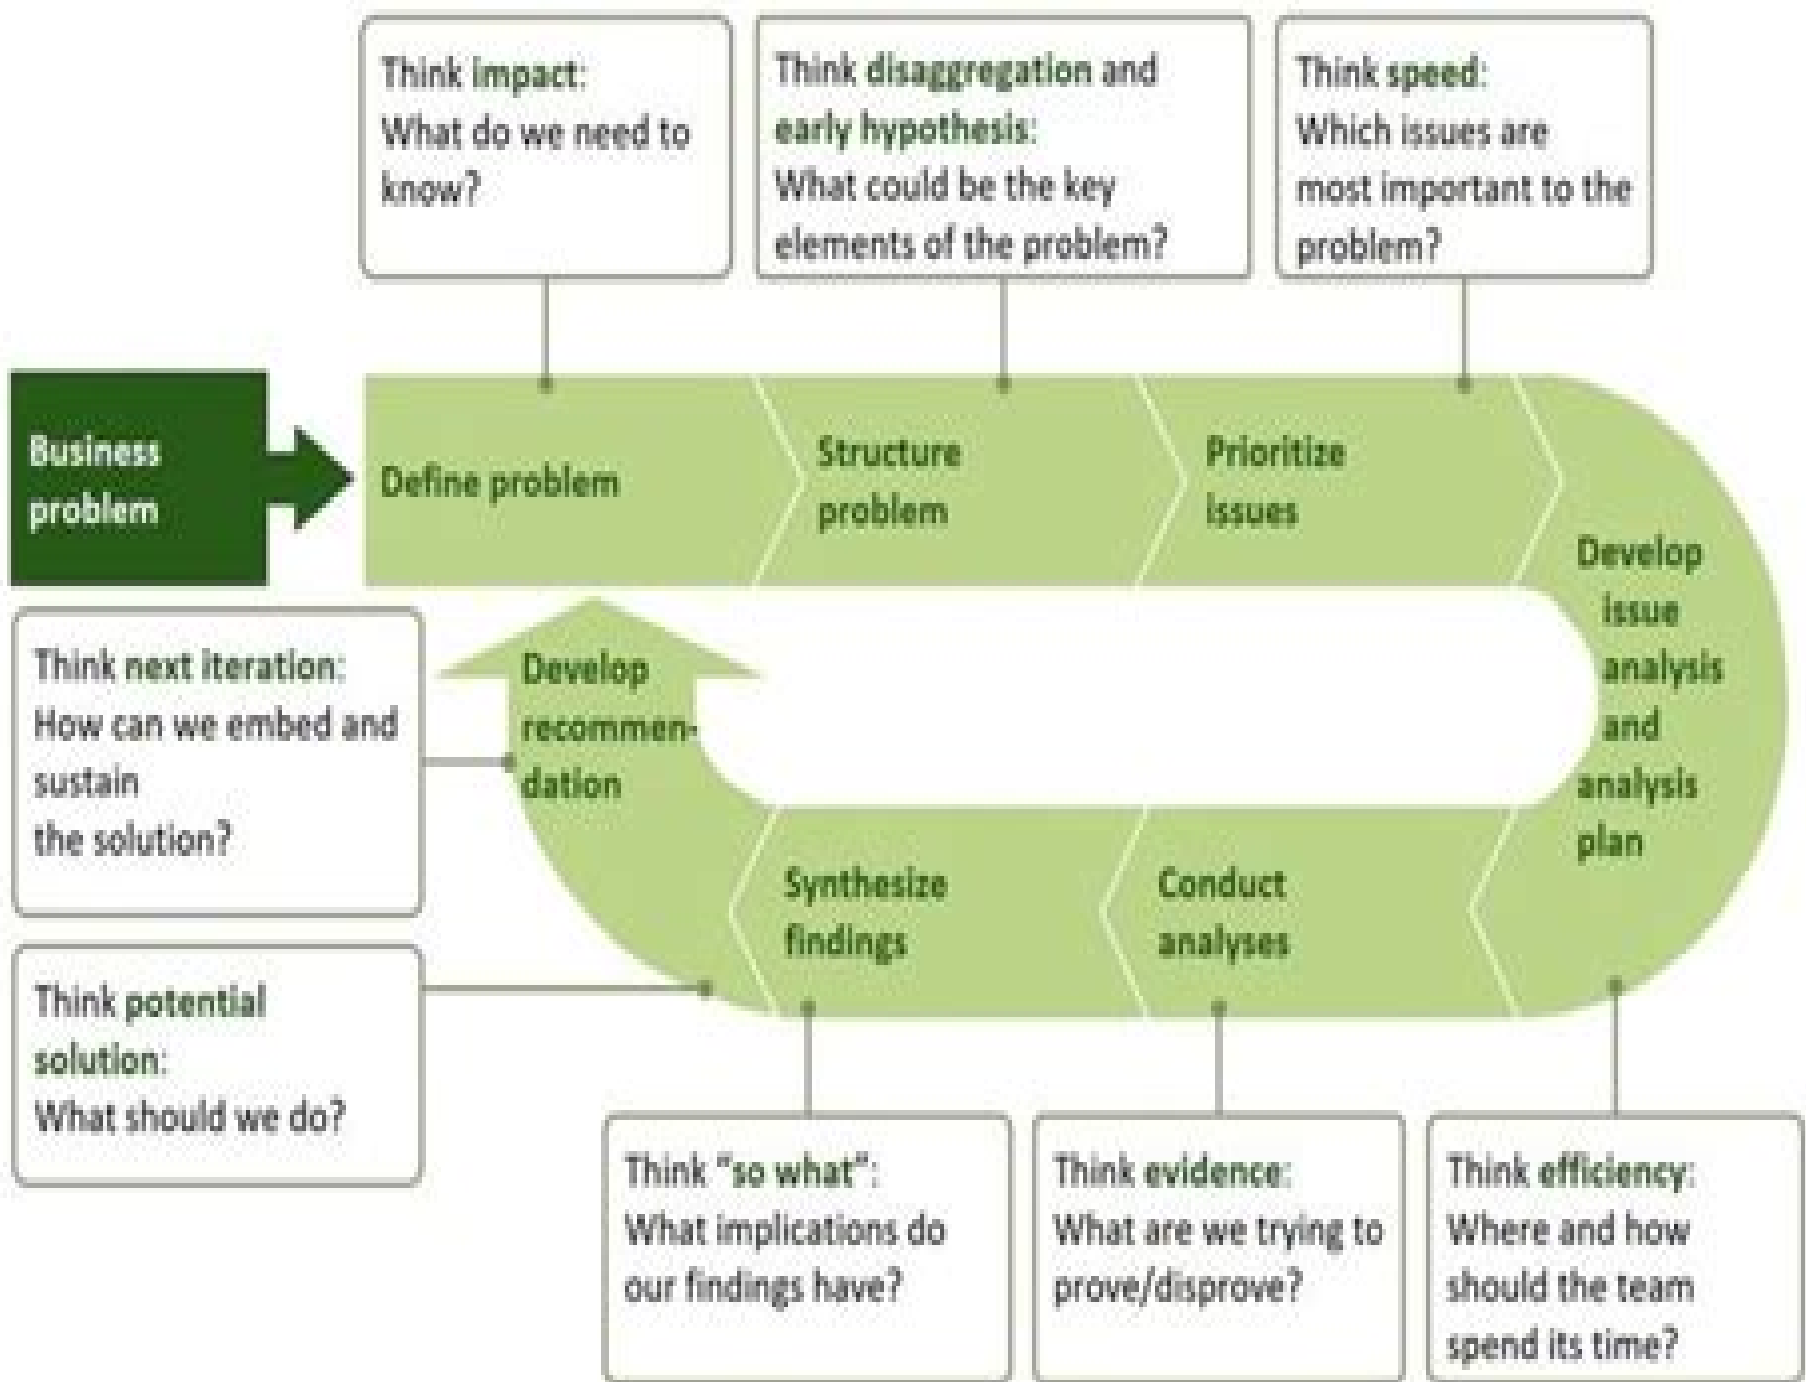 Think impact:
What do we need to
know?
Think disaggregation and
early hypothesis:
What could be the key
elements of the problem?
Think speed:
Which issues are
most important to the
problem?
Business
problem
Define problem
Structure
problem
Prioritize
issues
Develop
issue
analysis
and
analysis
plan
Think next iteration:
How can we embed and
sustain
the solution?
Develop
recommen-
dation
Synthesize
findings
Conduct
analyses
Think potential
solution:
What should we do?
Think "so what":
What implications do
our findings have?
Think evidence:
What are we trying to
prove/disprove?
Think efficiency:
Where and how
should the team
spend its time?